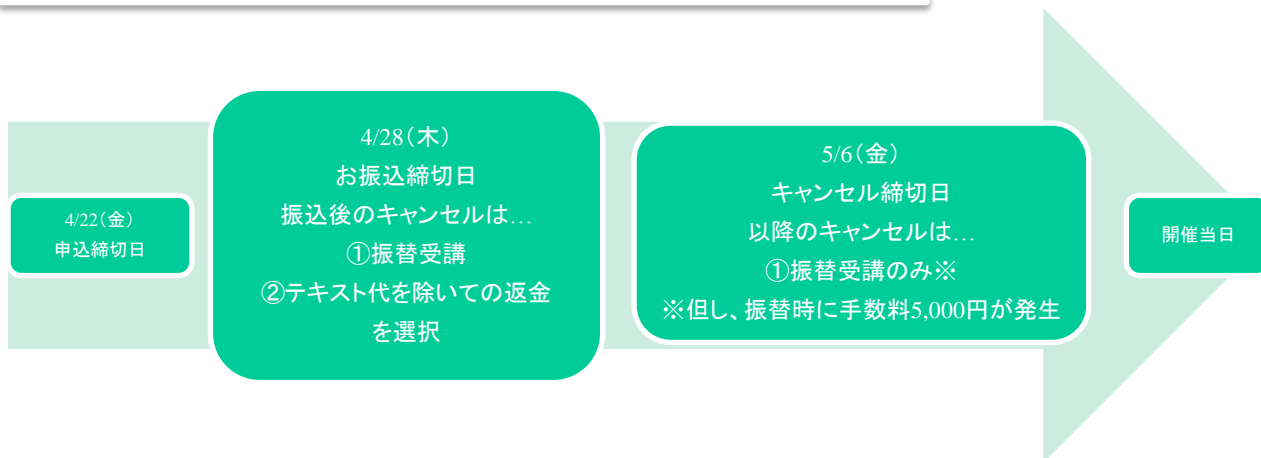 4/22（金）
申込締切日
4/28（木）
お振込締切日
振込後のキャンセルは…
①振替受講
②テキスト代を除いての返金
を選択
5/6（金）
キャンセル締切日
以降のキャンセルは…
①振替受講のみ※
※但し、振替時に手数料5,000円が発生
開催当日